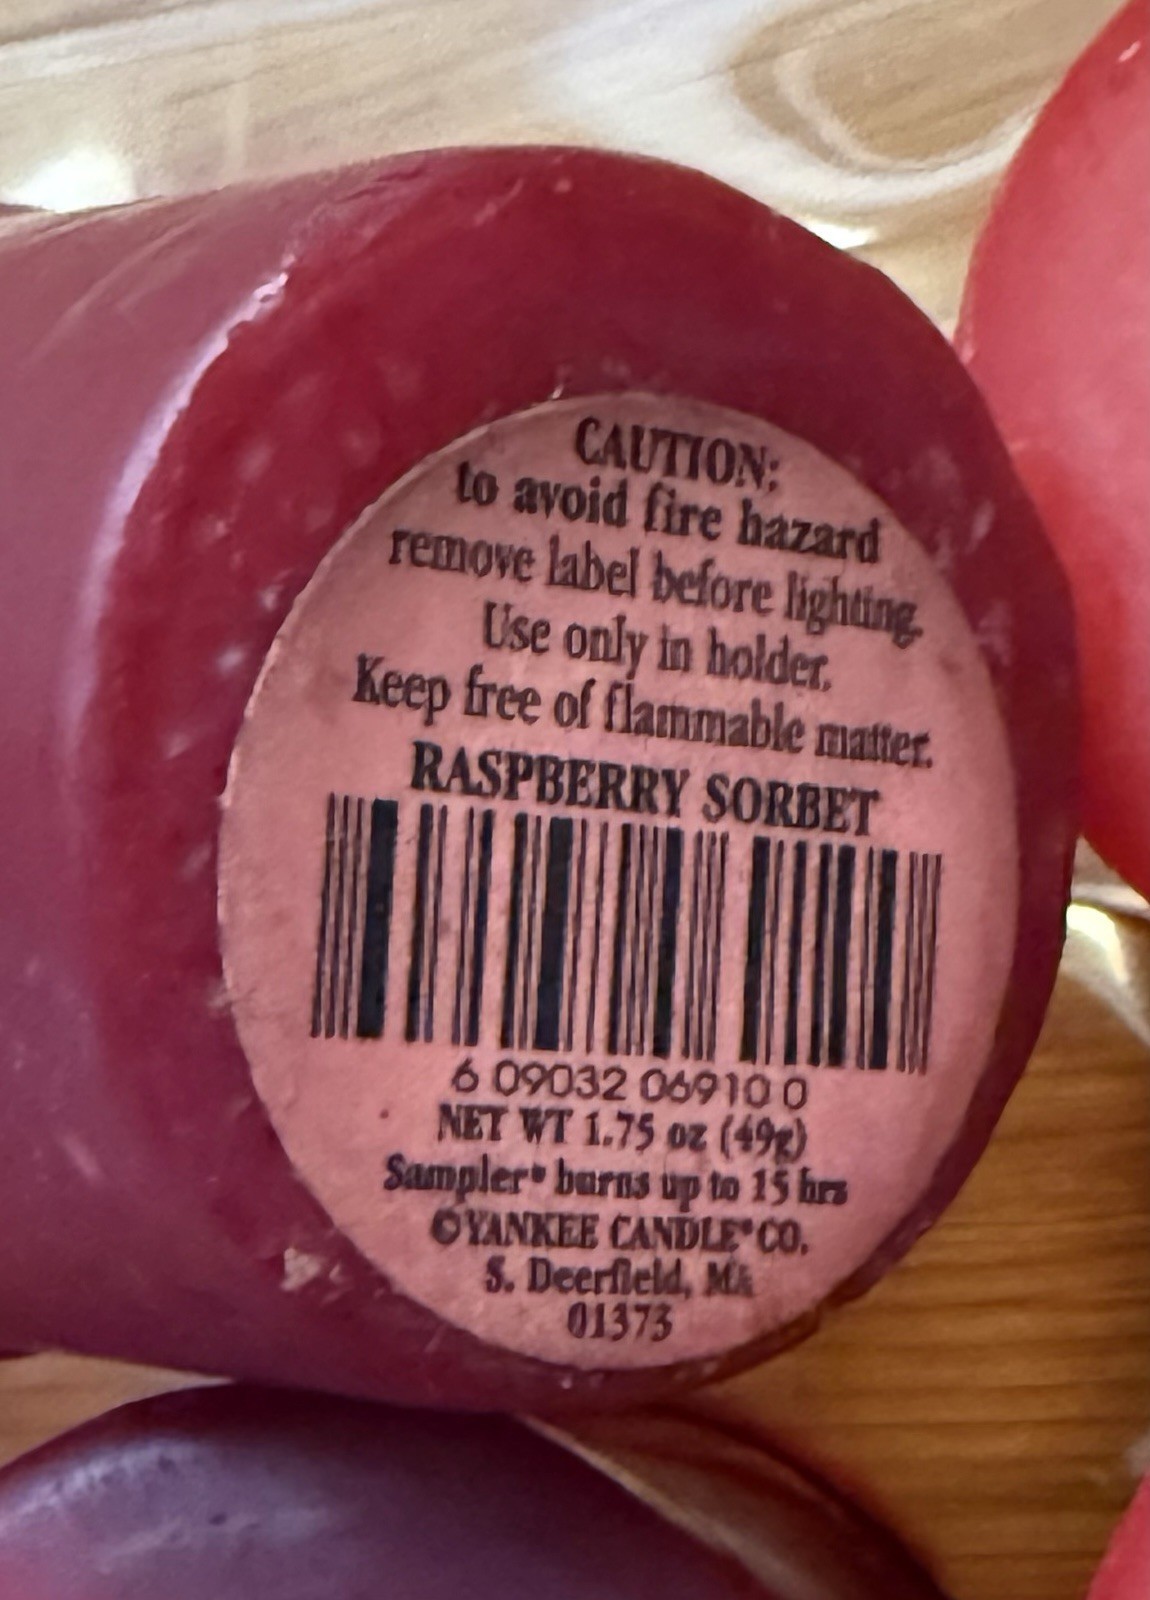 CAUTION:
to avoid fire hazard
remove label before lighting.
Use only in holder.
Keep free of flammable matter.
RASPBERRY SORBET
6 09032 06910 0
NET WT 1.75 oz (49g)
Sampler® burns up to 15 hrs
©YANKEE CANDLE® CO.
S. Deerfield, MA
01373